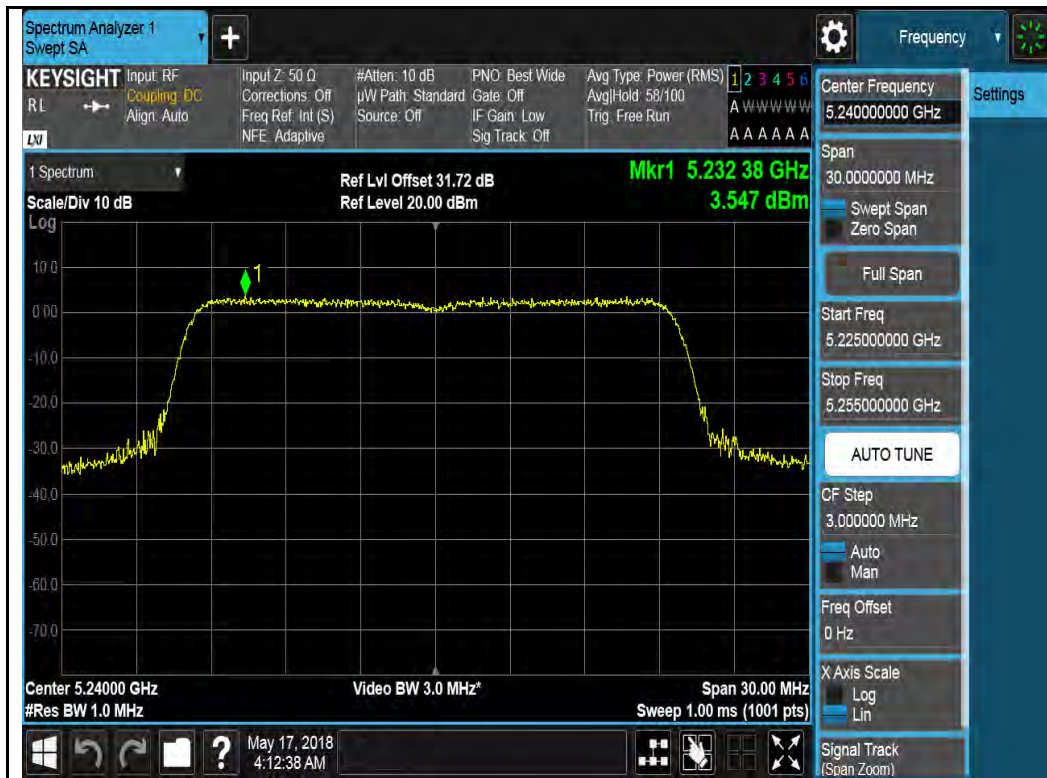 Spectrum Analyzer 1
Swept SA
+
Frequency
KEYSIGHT
RL
LXI
Input: RF
Coupling: DC
Align: Auto
Input Z: 50 Ω
Corrections: Off
Freq Ref: Int (S)
NFE: Adaptive
#Atten: 10 dB
µW Path: Standard
Source: Off
PNO: Best Wide
Gate: Off
IF Gain: Low
Sig Track: Off
Avg Type: Power (RMS)
Avg|Hold: 58/100
Trig: Free Run
1 2 3 4 5 6
A W W W W W
A A A A A A
1 Spectrum
Scale/Div 10 dB
Log
Ref Lvl Offset 31.72 dB
Ref Level 20.00 dBm
Mkr1 5.232 38 GHz
3.547 dBm
1
10.0
0.00
-10.0
-20.0
-30.0
-40.0
-50.0
-60.0
-70.0
Center 5.24000 GHz
#Res BW 1.0 MHz
Video BW 3.0 MHz*
Span 30.00 MHz
Sweep 1.00 ms (1001 pts)
?
May 17, 2018
4:12:38 AM
Center Frequency
5.240000000 GHz
Span
30.0000000 MHz
Swept Span
Zero Span
Full Span
Start Freq
5.225000000 GHz
Stop Freq
5.255000000 GHz
AUTO TUNE
CF Step
3.000000 MHz
Auto
Man
Freq Offset
0 Hz
X Axis Scale
Log
Lin
Signal Track
(Span Zoom)
Settings